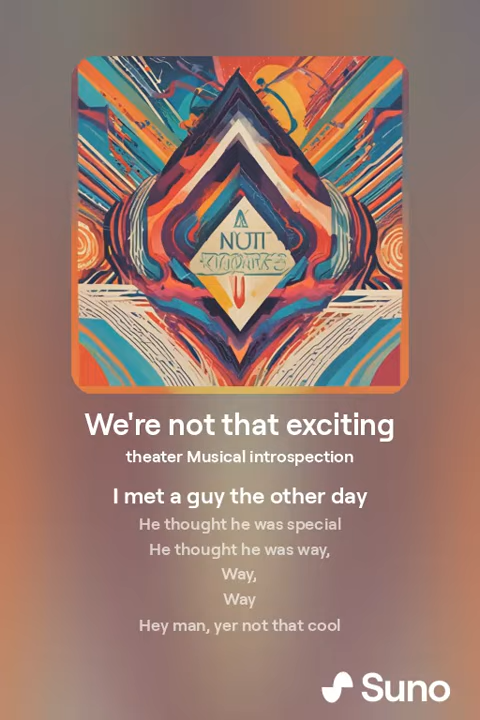 A
NUTT
We're not that exciting
theater Musical introspection
I met a guy the other day
He thought he was special
He thought he was way,
Way,
Way
Hey man, yer not that cool
Suno